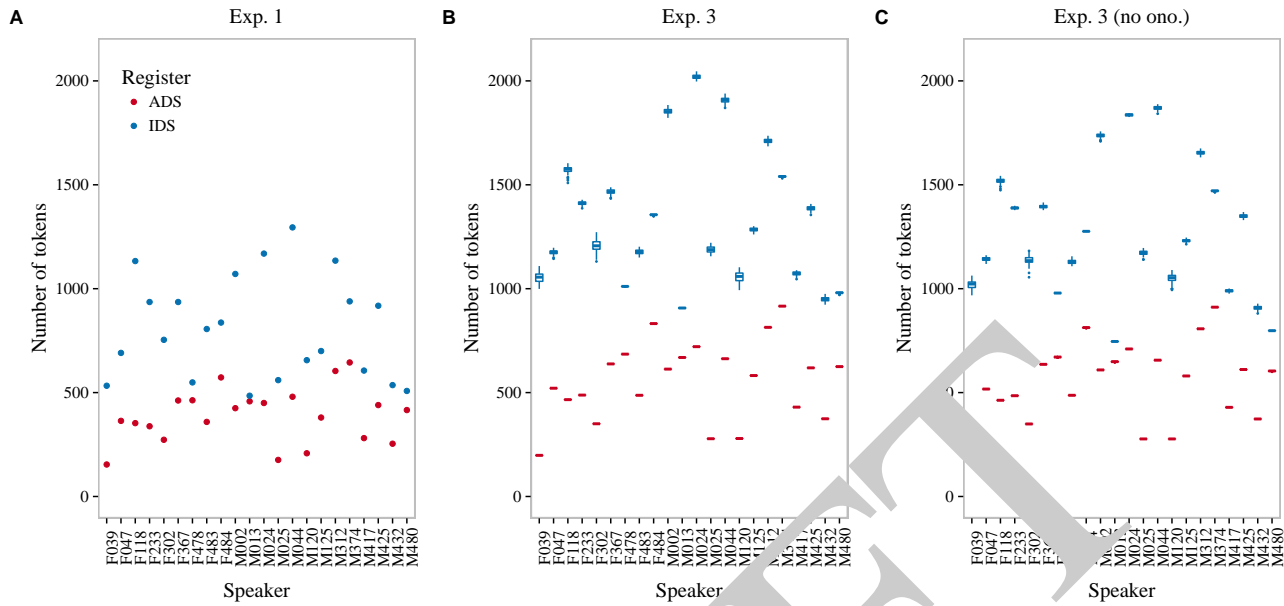 A
Exp. 1
B
Exp. 3
C
Exp. 3 (no ono.)
Number of tokens
2000
1500
1000
500
0
Register
ADS
IDS
F039
F047
F118
F233
F302
F367
F478
F483
F484
M002
M013
M024
M025
M044
M120
M125
M312
M374
M417
M425
M432
M480
Speaker
Number of tokens
2000
1500
1000
500
0
F039
F047
F118
F233
F302
F367
F478
F483
F484
M002
M013
M024
M025
M044
M120
M125
M417
M425
M432
M480
Speaker
Number of tokens
2000
1500
1000
0
F039
F047
F118
F233
F302
M024
M025
M044
M120
M125
M312
M374
M417
M425
M432
M480
Speaker
FT